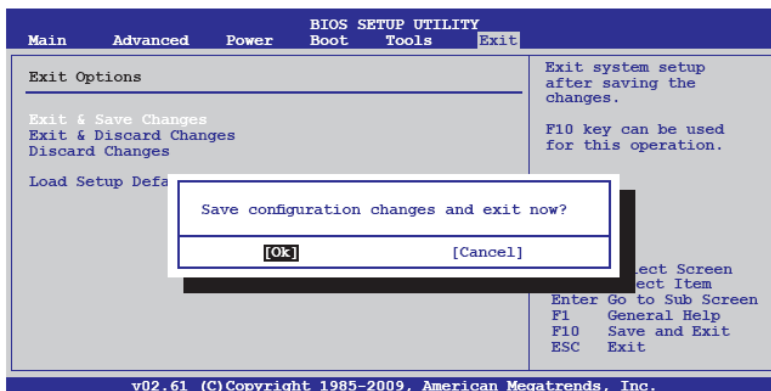 BIOS SETUP UTILITY
Main Advanced Power Boot Tools Exit
Exit Options
Exit & Save Changes
Exit & Discard Changes
Discard Changes
Load Setup Defa
Exit system setup
after saving the
changes.
F10 key can be used
for this operation.
Save configuration changes and exit now?
[Ok] [Cancel]
Screen
Item
Enter Go to Sub Screen
F1 General Help
F10 Save and Exit
ESC Exit
v02.61 (C)Copyright 1985-2009, American Megatrends, Inc.